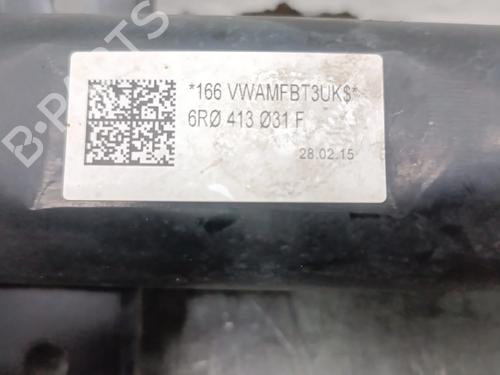 B-PARTS
*166 VWAMFBT3UK$*
6RØ 413 Ø31 F
28.02.15